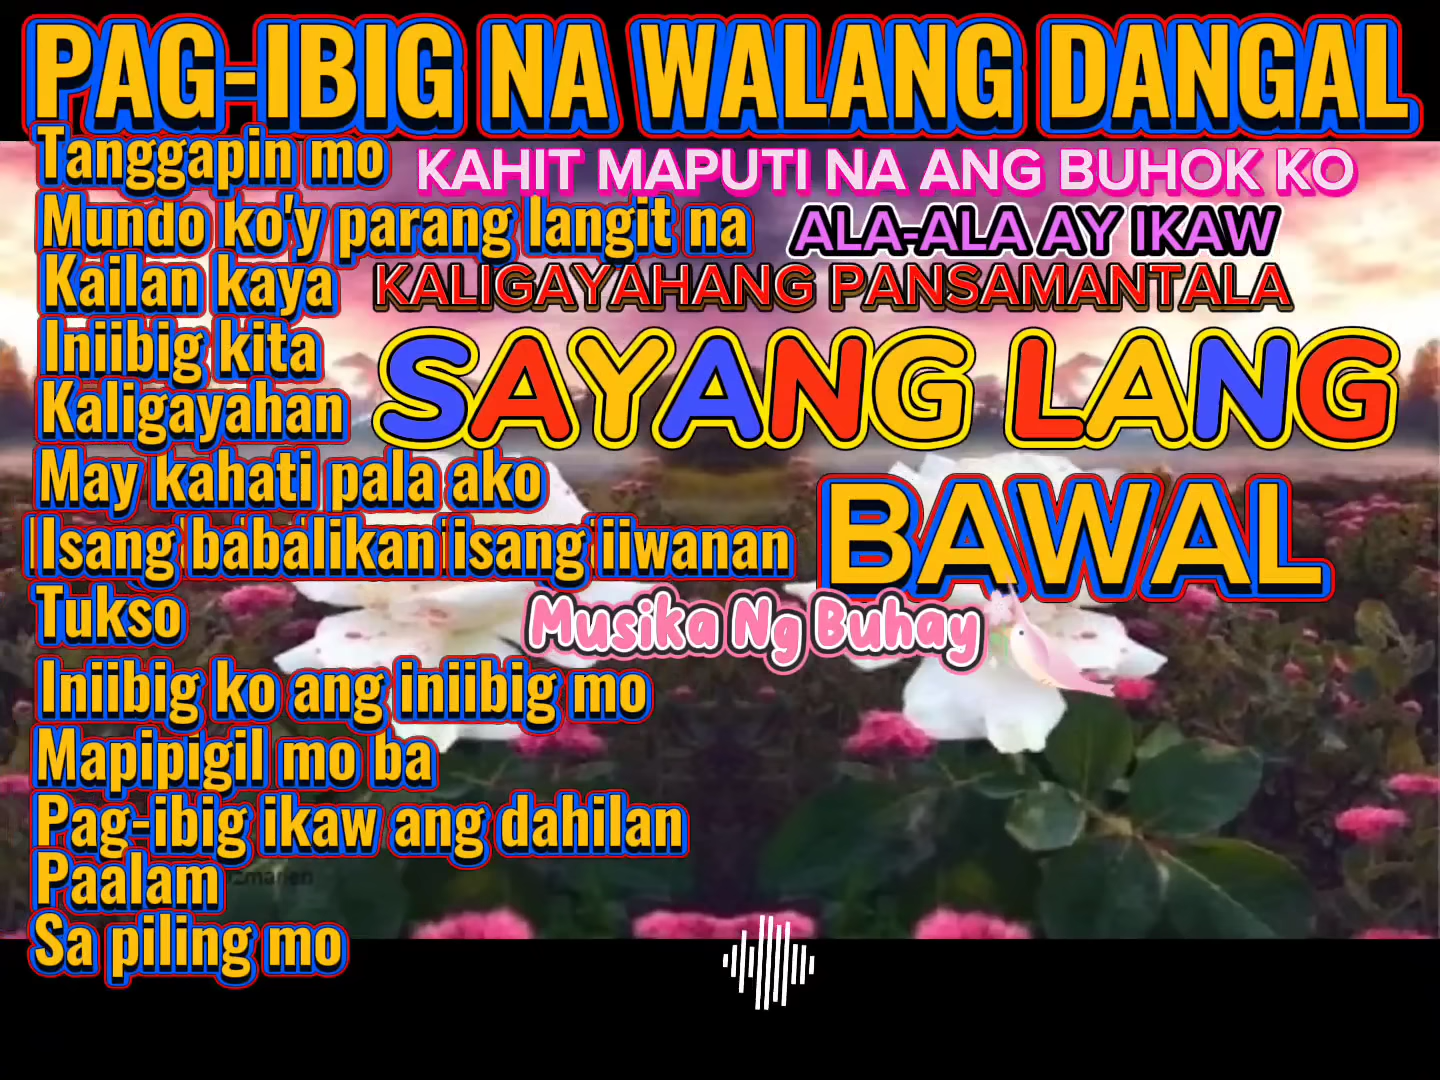 PAG-IBIG NA WALANG DANGAL
Tanggapin mo
KAHIT MAPUTI NA ANG BUHOK KO
Mundo ko'y parang langit na
ALA-ALA AY IKAW
Kailan kaya
KALIGAYAHANG PANSAMANTALA
Iniibig kita
SAYANG LANG
Kaligayahan
May kahati pala ako
BAWAL
Isang babalikan isang iiwanan
Tukso
Musika Ng Buhay
Iniibig ko ang iniibig mo
Mapipigil mo ba
Pag-ibig ikaw ang dahilan
Paalam
Sa piling mo